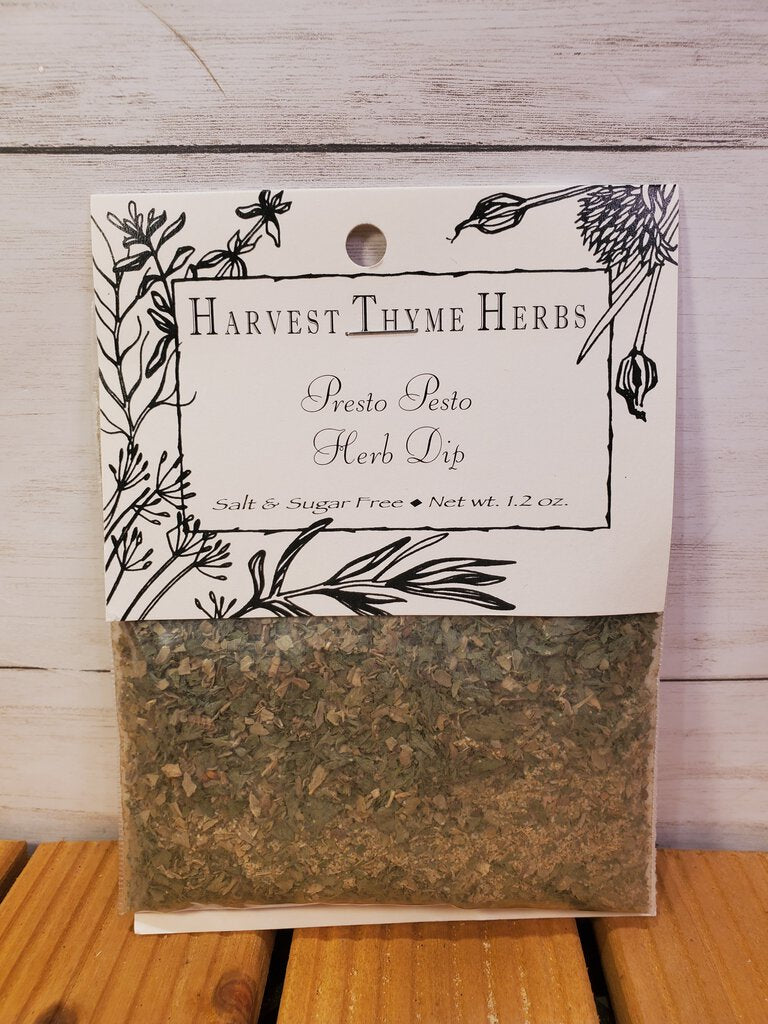 Harvest Thyme Herbs
Presto Pesto
Herb Dip
Salt & Sugar Free ◆ Net wt. 1.2 oz.